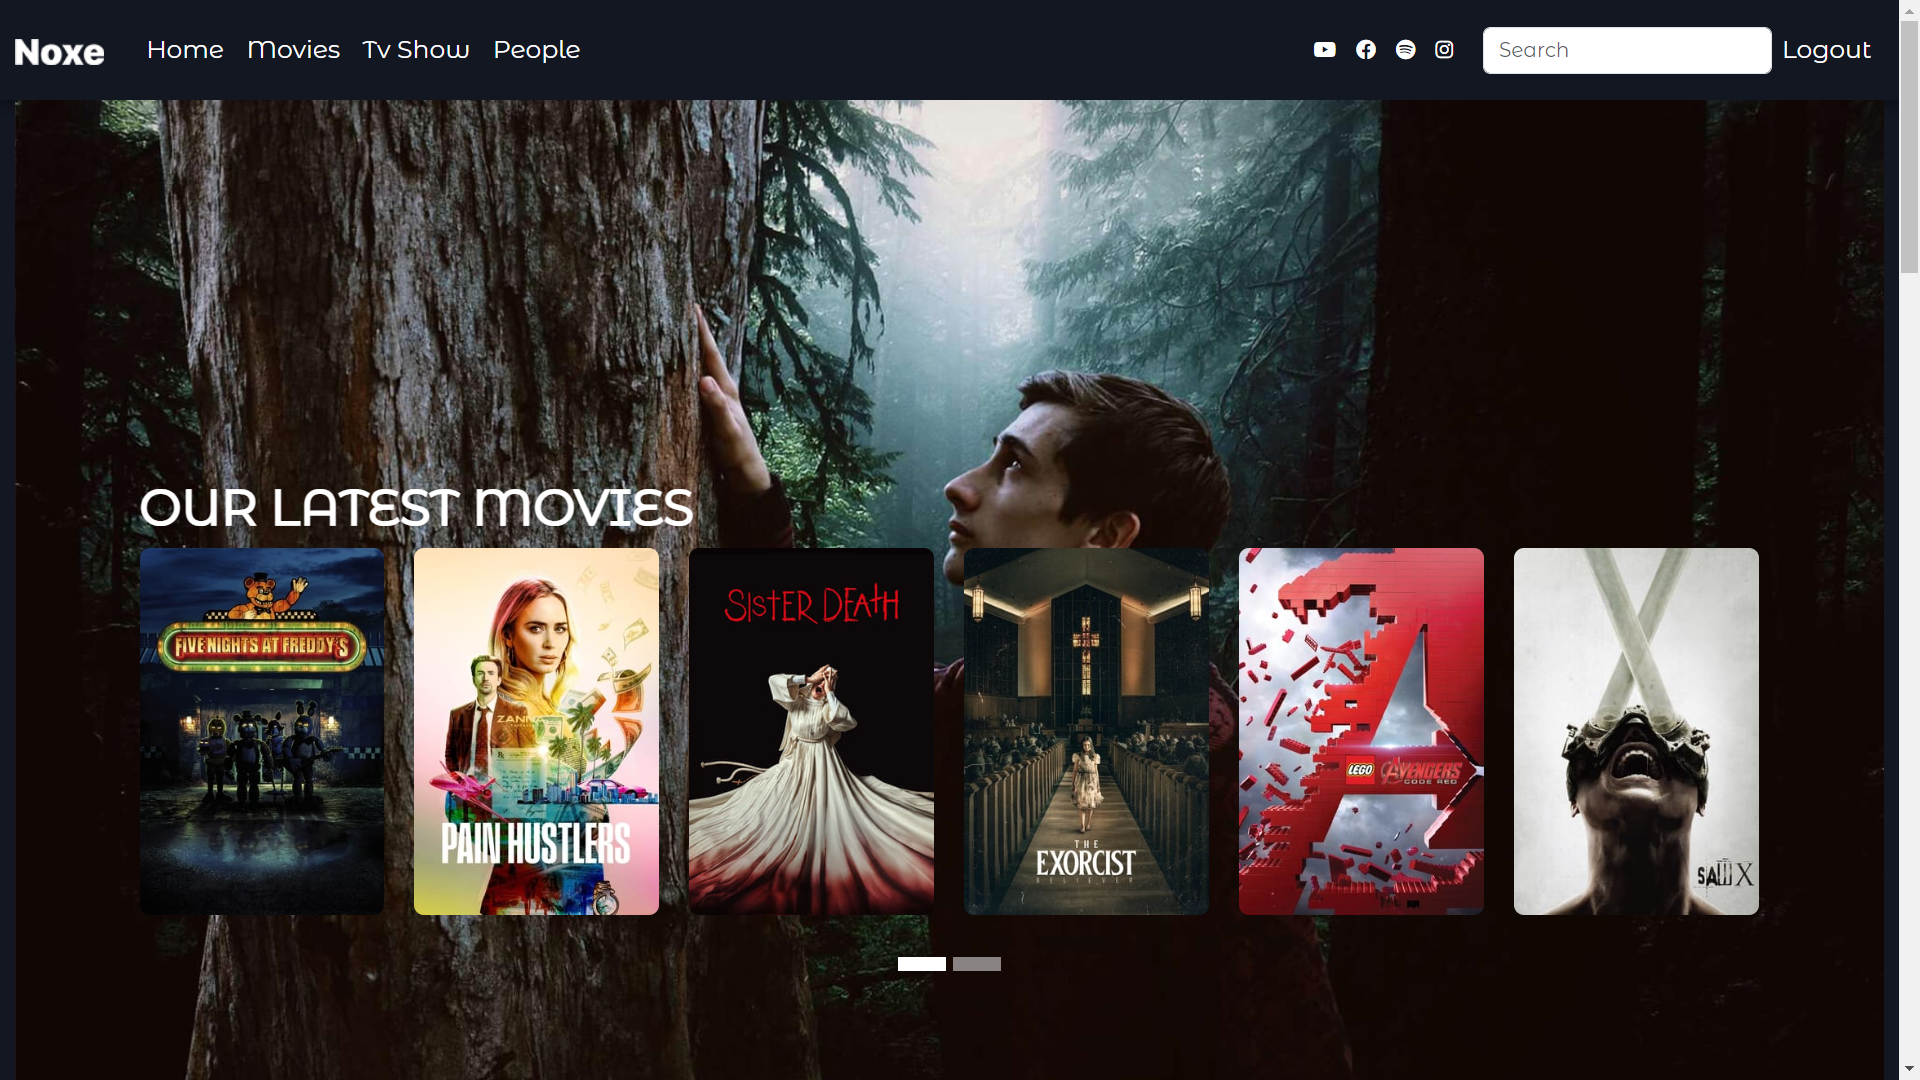 Noxe
Home
Movies
Tv Show
People
Search
Logout
OUR LATEST MOVIES
FIVE NIGHTS AT FREDDY'S
ZANN
PAIN HUSTLERS
SISTER DEATH
THE
EXORCIST
BELIEVER
LEGO
AVENGERS
CODE RED
SAW X